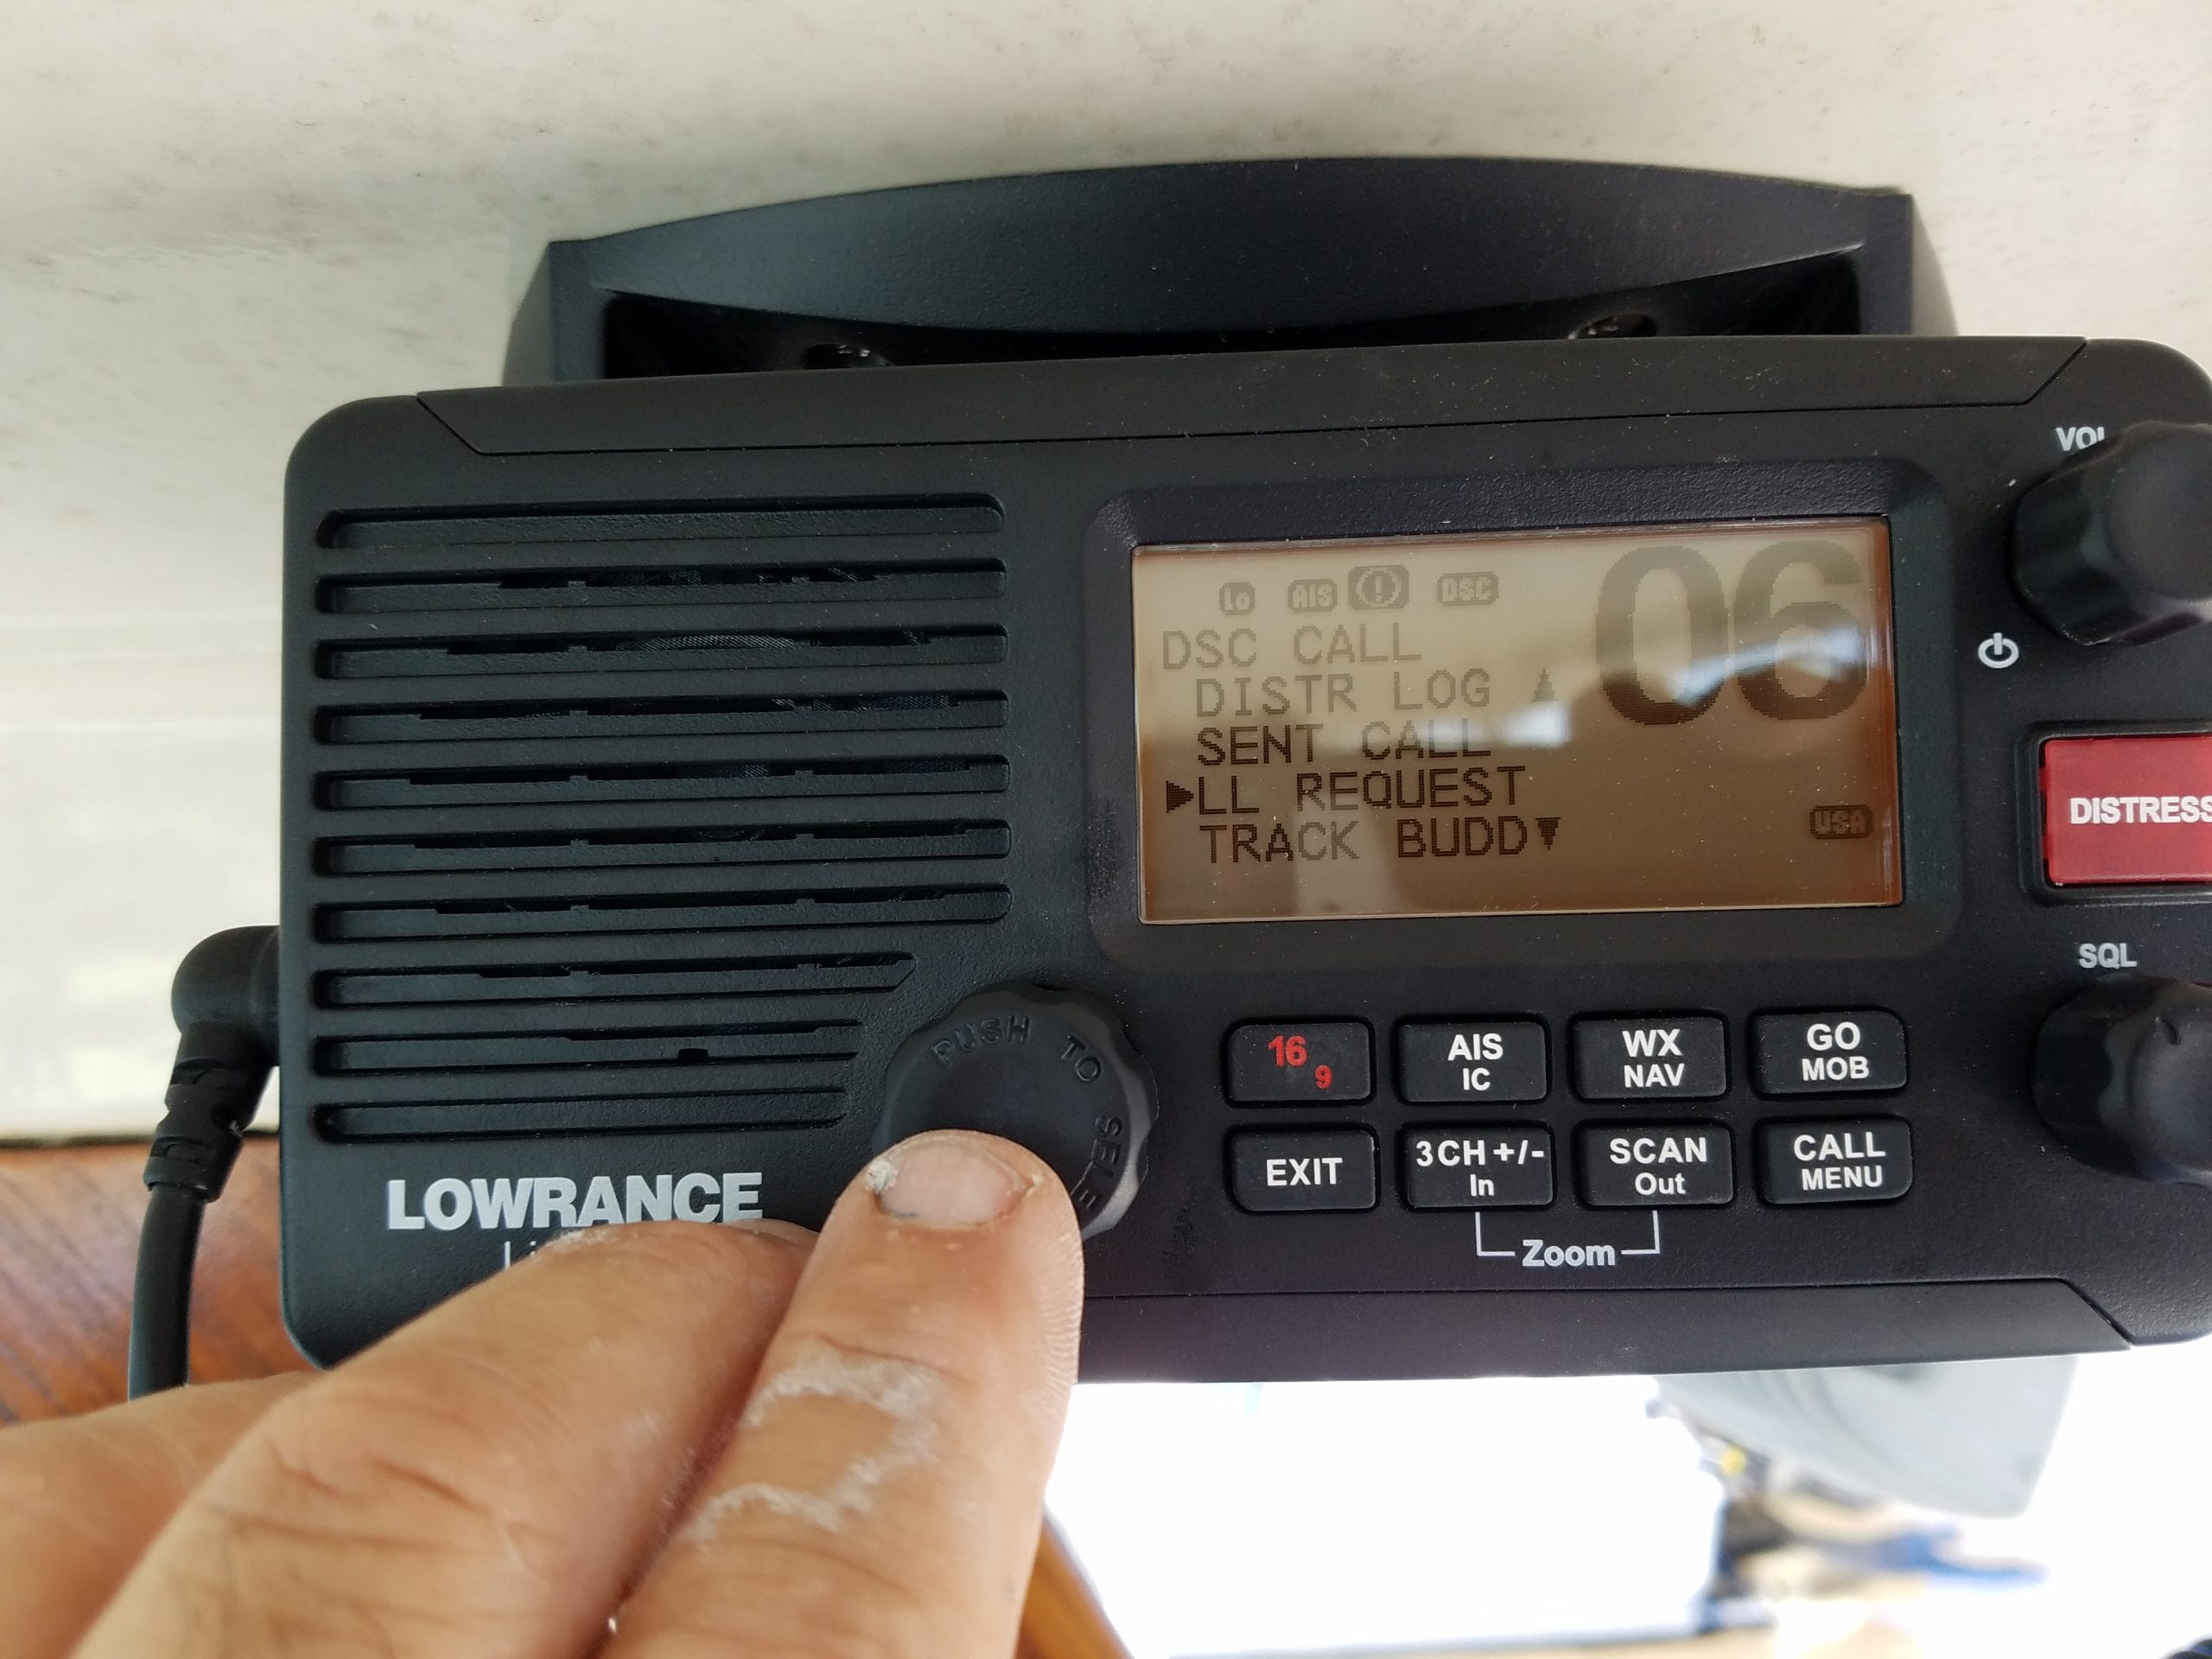 VOL
Lo AIS DSC
06
DSC CALL
DISTR LOG ▲
SENT CALL
▶LL REQUEST
TRACK BUDD▼
USA
DISTRESS
SQL
PUSH TO SELE
16 9
AIS IC
WX NAV
GO MOB
EXIT
3CH +/- In
SCAN Out
CALL MENU
Zoom
LOWRANCE